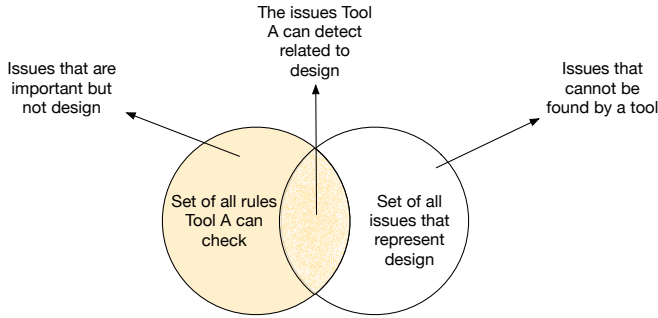 The issues Tool
A can detect
related to
design
Issues that are
important but
not design
Issues that
cannot be
found by a tool
Set of all rules
Tool A can
check
Set of all
issues that
represent
design